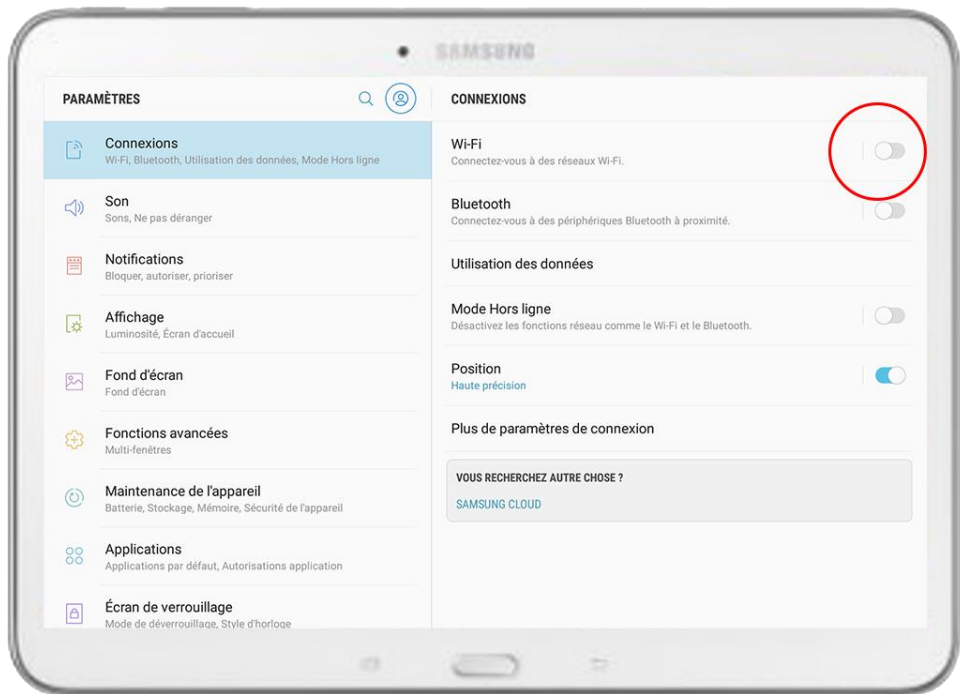 SAMSUNG
PARAMÈTRES
Connexions
Wi-Fi, Bluetooth, Utilisation des données, Mode Hors ligne
Son
Sons, Ne pas déranger
Notifications
Bloquer, autoriser, prioriser
Affichage
Luminosité, Écran d'accueil
Fond d'écran
Fond d'écran
Fonctions avancées
Multi-fenêtres
Maintenance de l'appareil
Batterie, Stockage, Mémoire, Sécurité de l'appareil
Applications
Applications par défaut, Autorisations application
Écran de verrouillage
Mode de déverrouillage, Style d'horloge
CONNEXIONS
Wi-Fi
Connectez-vous à des réseaux Wi-Fi.
Bluetooth
Connectez-vous à des périphériques Bluetooth à proximité.
Utilisation des données
Mode Hors ligne
Désactivez les fonctions réseau comme le Wi-Fi et le Bluetooth.
Position
Haute précision
Plus de paramètres de connexion
VOUS RECHERCHEZ AUTRE CHOSE ?
SAMSUNG CLOUD